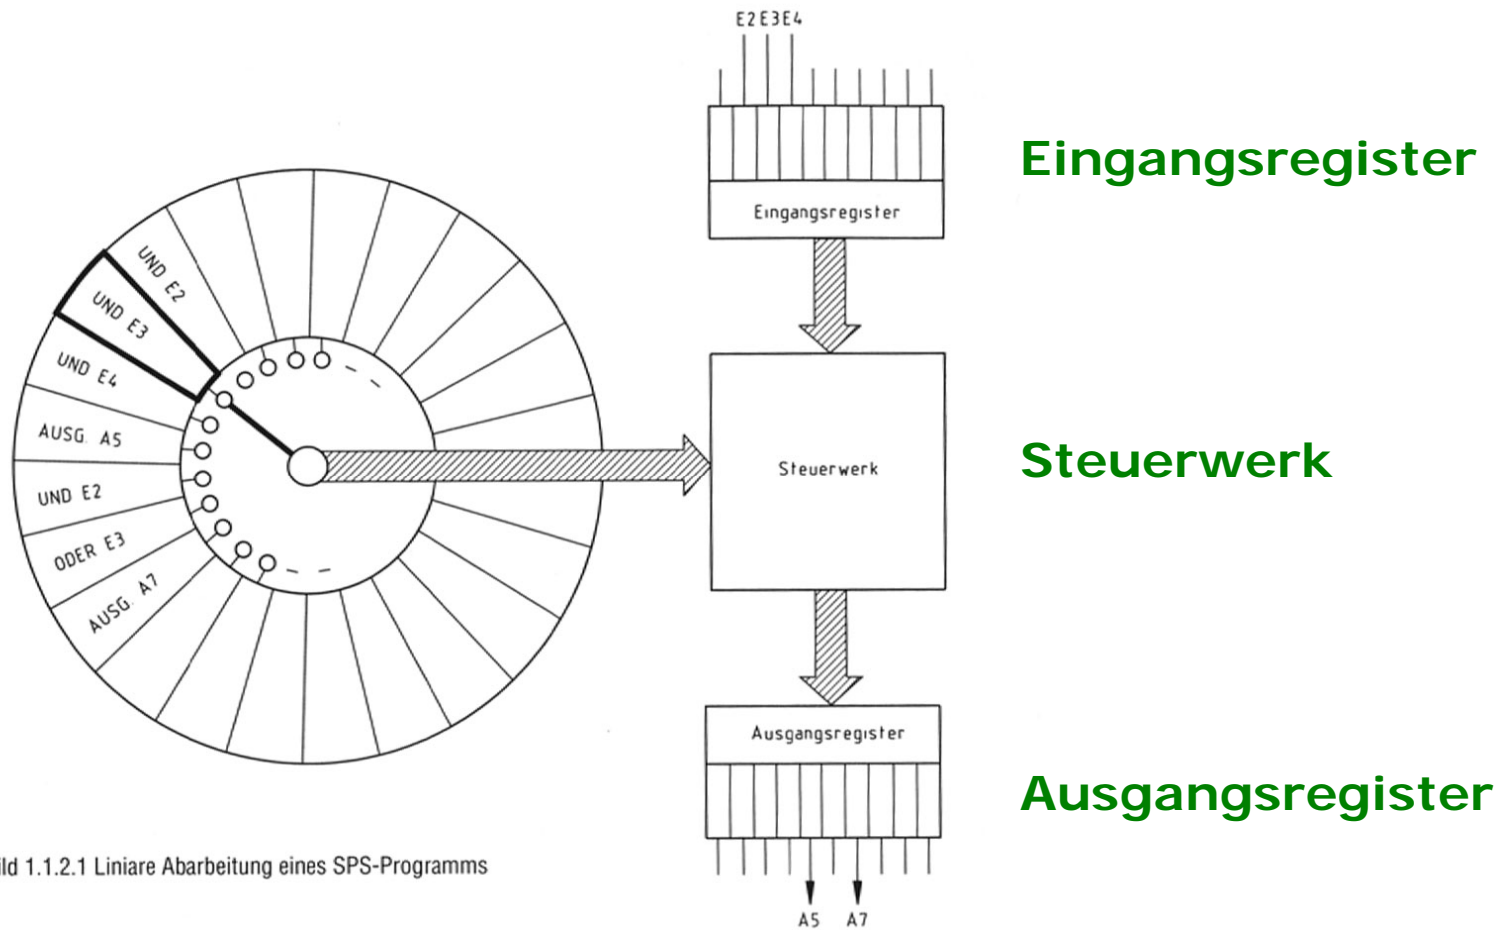 E2 E3 E4
Eingangsregister
Eingangsregister
UND E2
UND E3
UND E4
AUSG. A5
UND E2
ODER E3
AUSG. A7
Steuerwerk
Steuerwerk
Ausgangsregister
Ausgangsregister
ild 1.1.2.1 Liniare Abarbeitung eines SPS-Programms
A5 A7